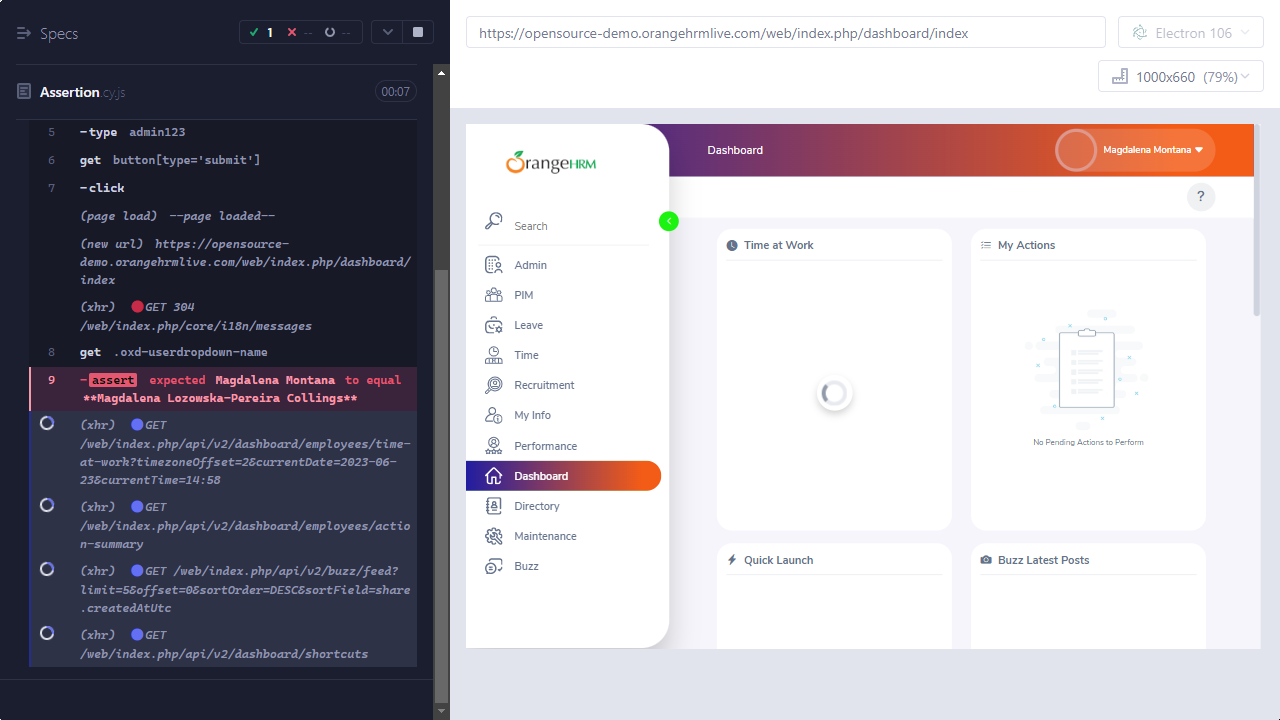 Specs
1
--
--
Assertion.cy.js
00:07
5 -type admin123
6 get button[type='submit']
7 -click
(page load) --page loaded--
(new url) https://opensource-
demo.orangehrmlive.com/web/index.php/dashboard/
index
(xhr) GET 304
/web/index.php/core/i18n/messages
8 get .oxd-userdropdown-name
9 -assert expected Magdalena Montana to equal
**Magdalena Lozowska-Pereira Collings**
(xhr) GET
/web/index.php/api/v2/dashboard/employees/time-
at-work?timezoneOffset=2&currentDate=2023-06-
23&currentTime=14:58
(xhr) GET
/web/index.php/api/v2/dashboard/employees/actio
n-summary
(xhr) GET /web/index.php/api/v2/buzz/feed?
limit=5&offset=0&sortOrder=DESC&sortField=share
.createdAtUtc
(xhr) GET
/web/index.php/api/v2/dashboard/shortcuts
https://opensource-demo.orangehrmlive.com/web/index.php/dashboard/index
Electron 106
1000x660 (79%)
OrangeHRM
Search
Admin
PIM
Leave
Time
Recruitment
My Info
Performance
Dashboard
Directory
Maintenance
Buzz
Dashboard
Magdalena Montana
?
Time at Work
My Actions
No Pending Actions to Perform
Quick Launch
Buzz Latest Posts